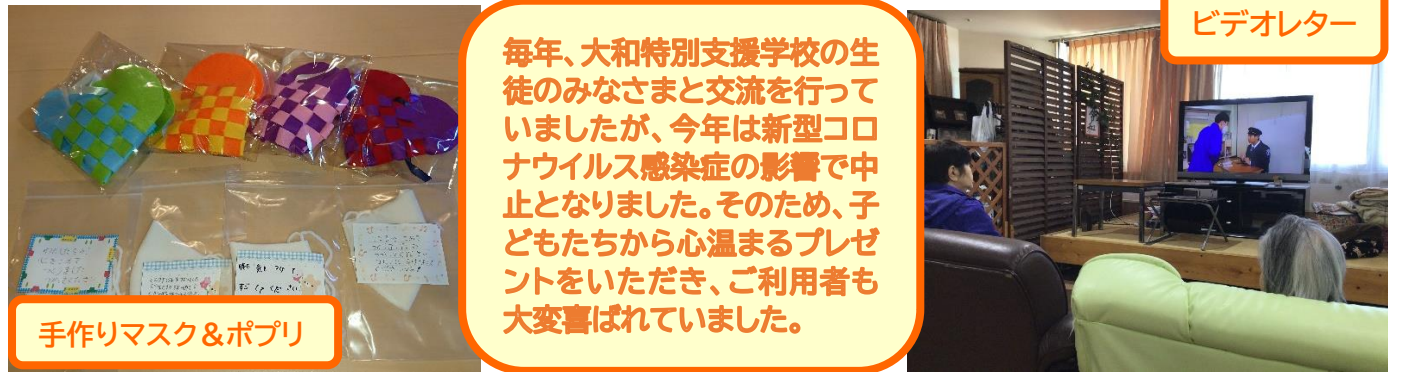 毎年、大和特別支援学校の生
徒のみなさまと交流を行って
いましたが、今年は新型コロ
ナウイルス感染症の影響で中
止となりました。そのため、子
どもたちから心温まるプレゼ
ントをいただき、ご利用者も
大変喜ばれていました。
手作りマスク&ポプリ
ビデオレター